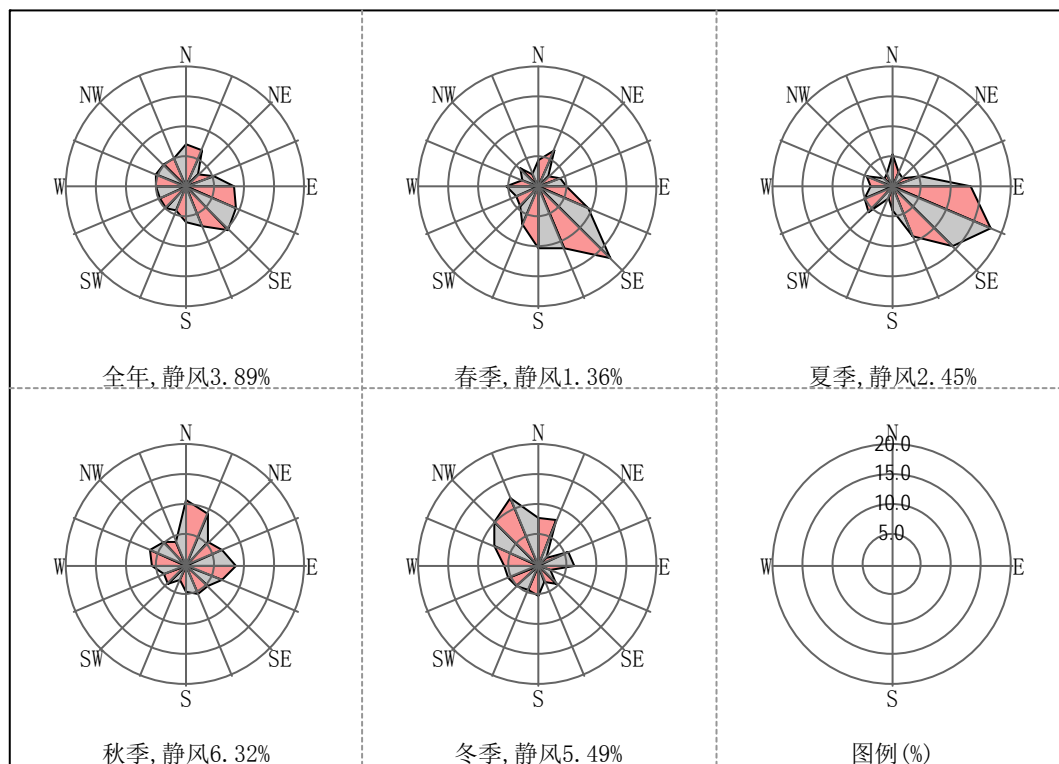 N
NW NE
W E
SW SE
S
全年,静风3.89%
N
NW NE
W E
SW SE
S
春季,静风1.36%
N
NW NE
W E
SW SE
S
夏季,静风2.45%
N
NW NE
W E
SW SE
S
秋季,静风6.32%
N
NW NE
W E
SW SE
S
冬季,静风5.49%
N
20.0
15.0
10.0
5.0
W E
S
图例(%)